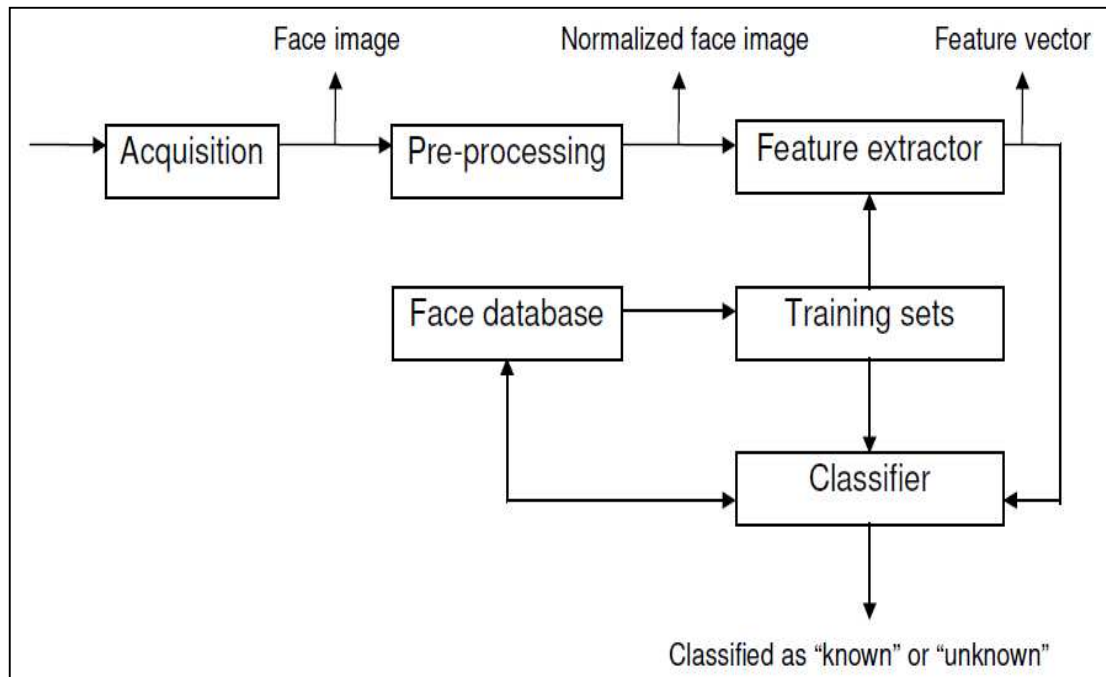 Face image
Normalized face image
Feature vector
Acquisition
Pre-processing
Feature extractor
Face database
Training sets
Classifier
Classified as “known” or “unknown”